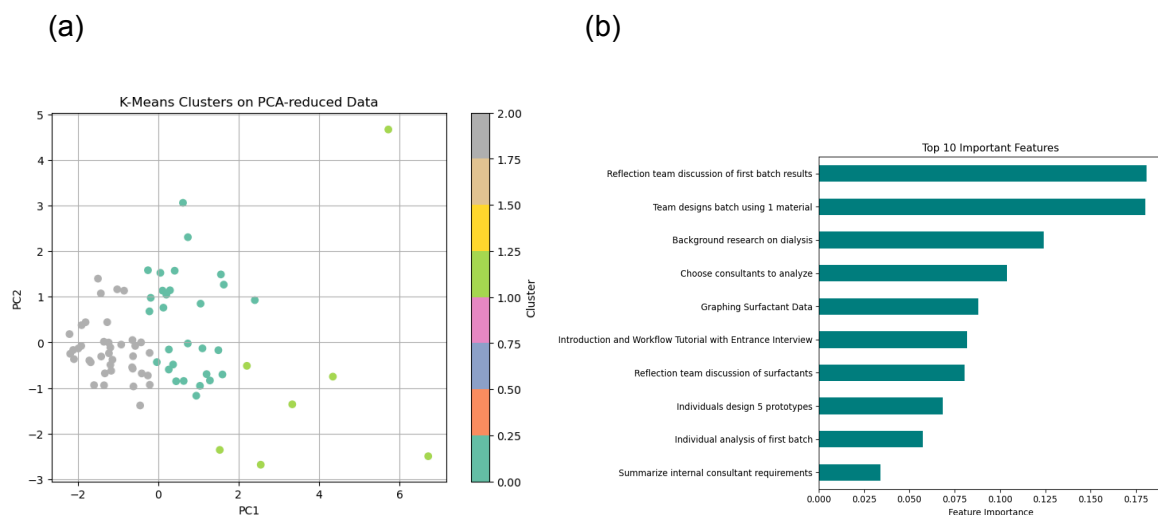 (a)
K-Means Clusters on PCA-reduced Data
5
4
3
2
1
0
−1
−2
−3
PC2
−2
0
2
4
6
PC1
2.00
1.75
1.50
1.25
1.00
0.75
0.50
0.25
0.00
Cluster
(b)
Top 10 Important Features
Reflection team discussion of first batch results
Team designs batch using 1 material
Background research on dialysis
Choose consultants to analyze
Graphing Surfactant Data
Introduction and Workflow Tutorial with Entrance Interview
Reflection team discussion of surfactants
Individuals design 5 prototypes
Individual analysis of first batch
Summarize internal consultant requirements
0.000 0.025 0.050 0.075 0.100 0.125 0.150 0.175
Feature Importance